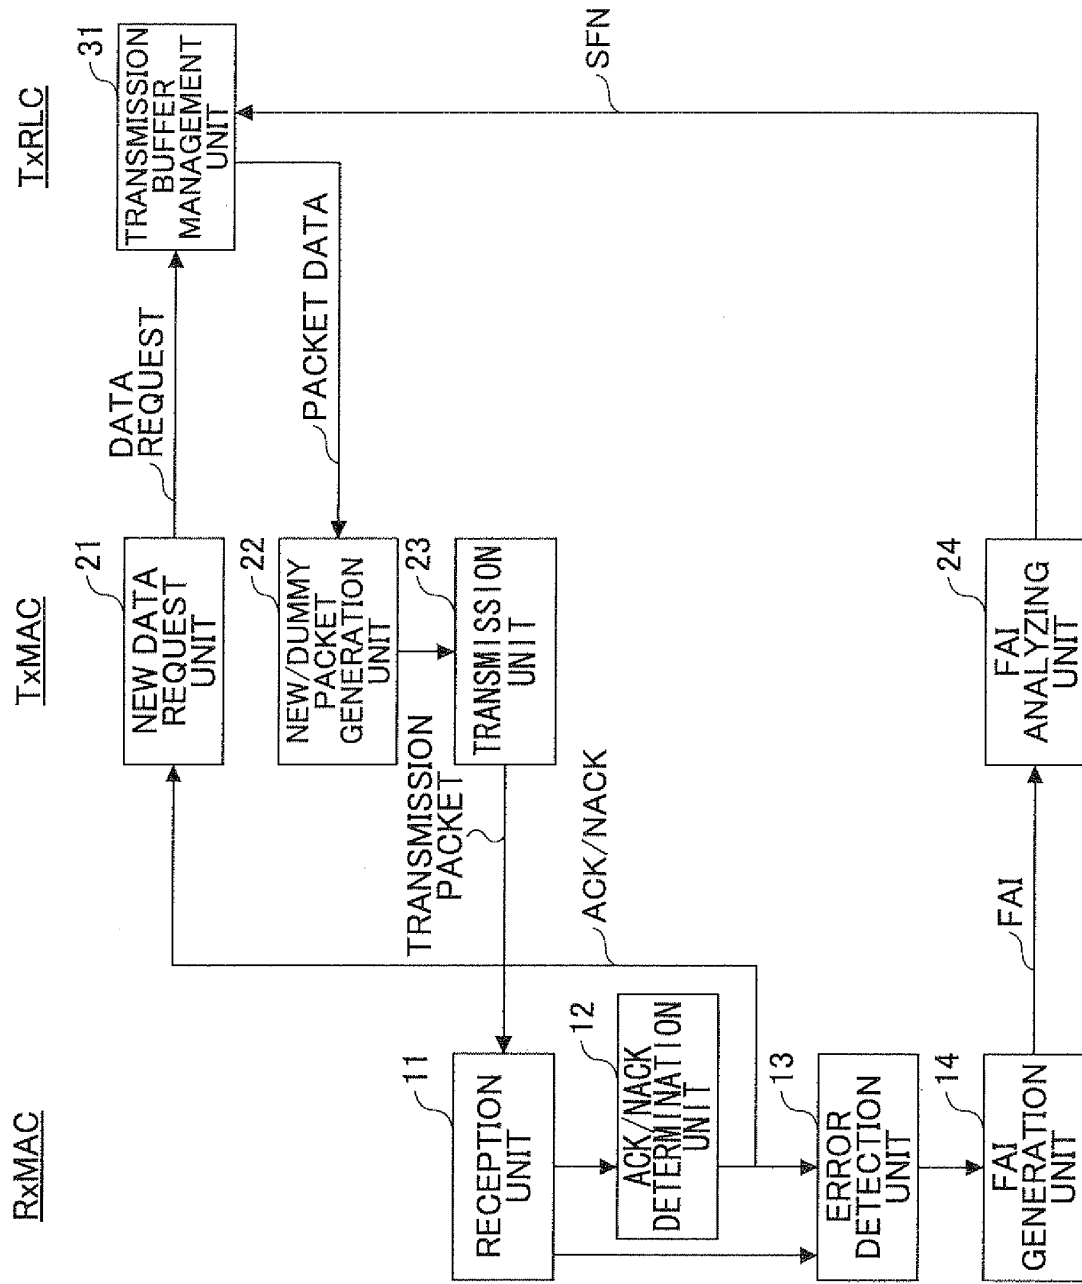 RxMAC
TxMAC
TxRLC
11
RECEPTION
UNIT
12
ACK/NACK
DETERMINATION
UNIT
13
ERROR
DETECTION
UNIT
14
FAI
GENERATION
UNIT
TRANSMISSION
PACKET
ACK/NACK
FAI
21
NEW DATA
REQUEST
UNIT
22
NEW/DUMMY
PACKET
GENERATION
UNIT
23
TRANSMISSION
UNIT
24
FAI
ANALYZING
UNIT
DATA
REQUEST
PACKET DATA
SFN
31
TRANSMISSION
BUFFER
MANAGEMENT
UNIT